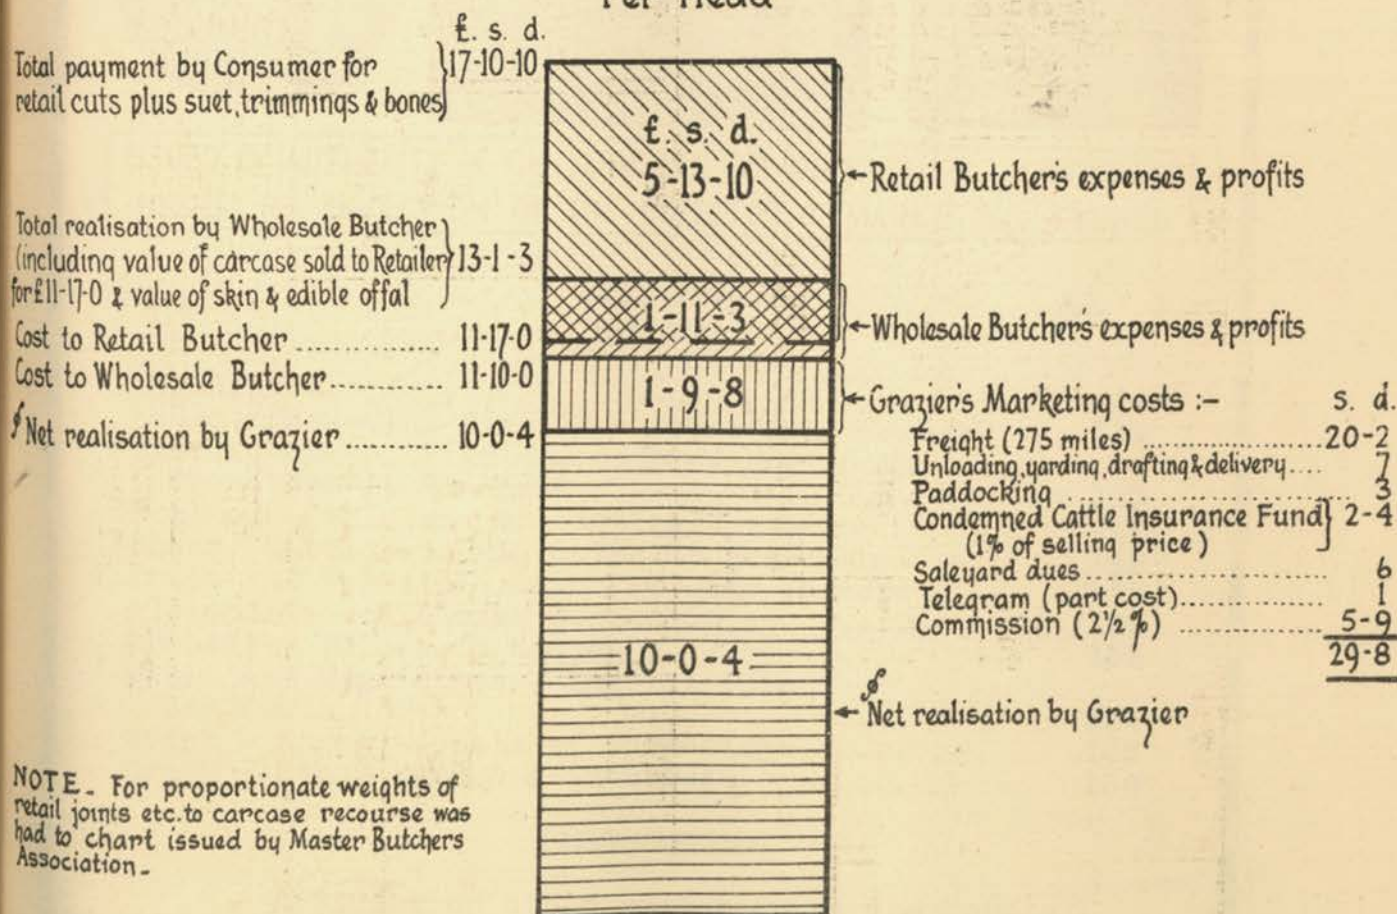 Per Head
£. s. d.
Total payment by Consumer for
retail cuts plus suet, trimmings & bones} 17-10-10
£. s. d.
5-13-10
←Retail Butcher's expenses & profits
Total realisation by Wholesale Butcher
(including value of carcase sold to Retailer} 13-1-3
for £11-17-0 & value of skin & edible offal
1-11-3
←Wholesale Butcher's expenses & profits
Cost to Retail Butcher ................ 11-17-0
Cost to Wholesale Butcher ............ 11-10-0
1-9-8
∮Net realisation by Grazier ............ 10-0-4
←Grazier's Marketing costs :- s. d.
Freight (275 miles) ...................... 20-2
Unloading, yarding, drafting & delivery .... 7
Paddocking ............................ 3
Condemned Cattle Insurance Fund} 2-4
(1% of selling price)
Saleyard dues ........................ 6
Telegram (part cost) ................ 1
Commission (2½%) ................ 5-9
29-8
10-0-4
←∮Net realisation by Grazier
NOTE - For proportionate weights of
retail joints etc. to carcase recourse was
had to chart issued by Master Butchers
Association -